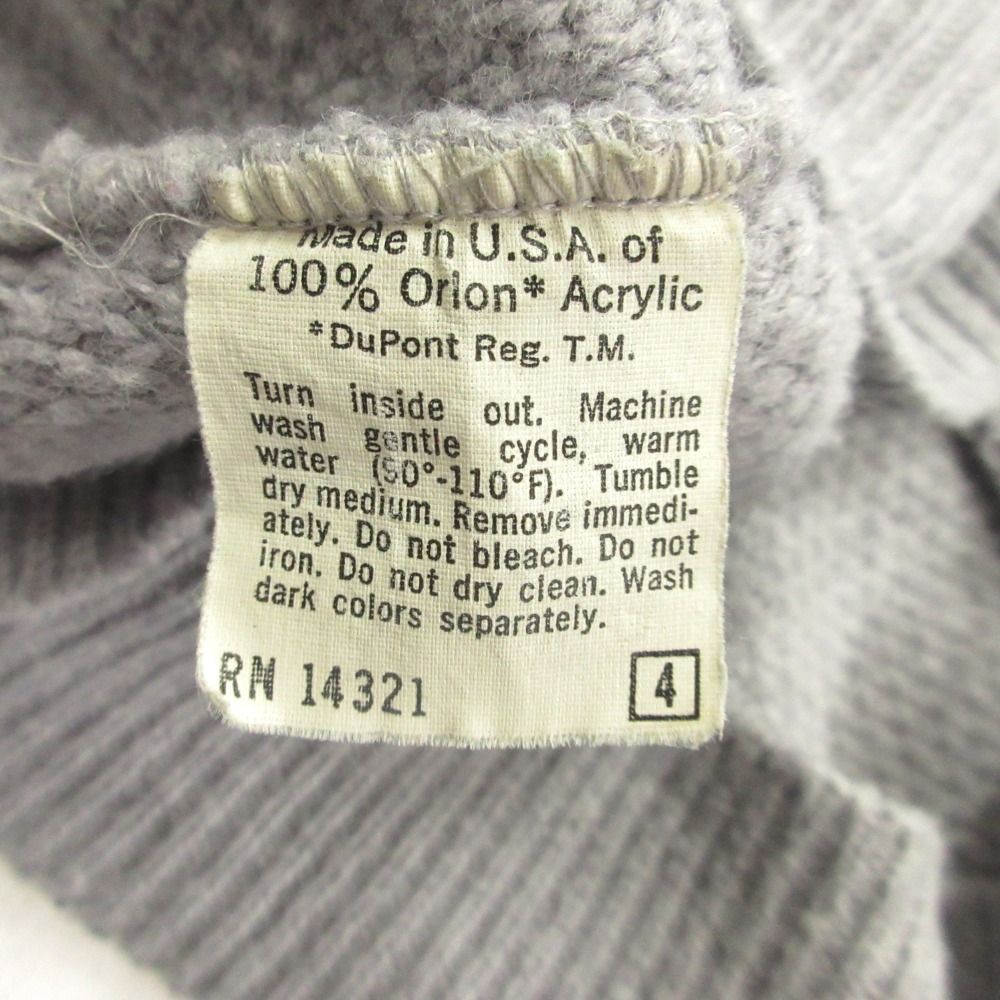 Made in U.S.A. of
100% Orlon* Acrylic
*DuPont Reg. T.M.
Turn inside out. Machine
wash gentle cycle, warm
water (90°-110°F). Tumble
dry medium. Remove immedi-
ately. Do not bleach. Do not
iron. Do not dry clean. Wash
dark colors separately.
RN 14321
4